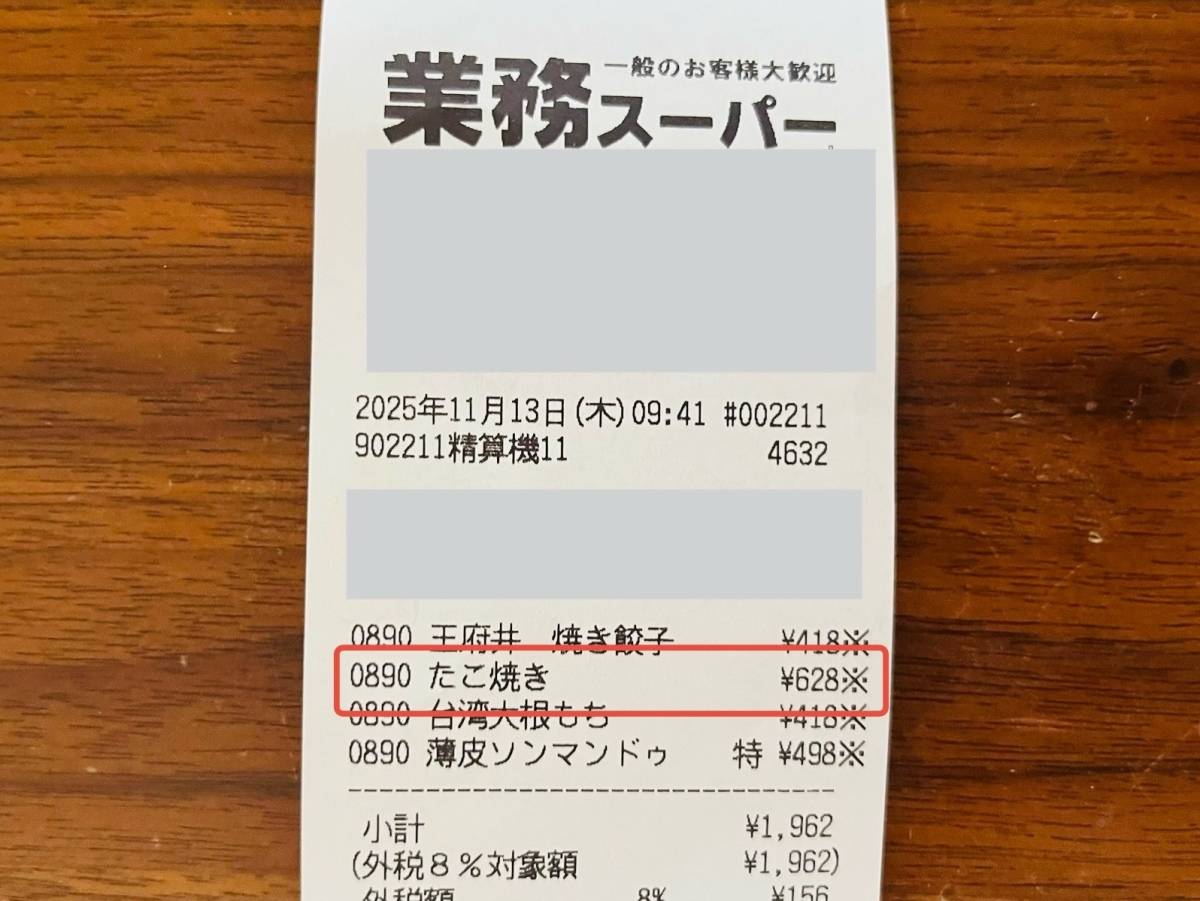 一般のお客様大歓迎
業務スーパー
2025年11月13日(木)09:41 #002211
902211精算機11 4632
0890 王府井 焼き餃子 ¥418※
0890 たこ焼き ¥628※
0890 台湾大根もち ¥418※
0890 薄皮ソンマンドゥ 特 ¥498※
小計 ¥1,962
(外税8%対象額 ¥1,962)
外税額 8% ¥156